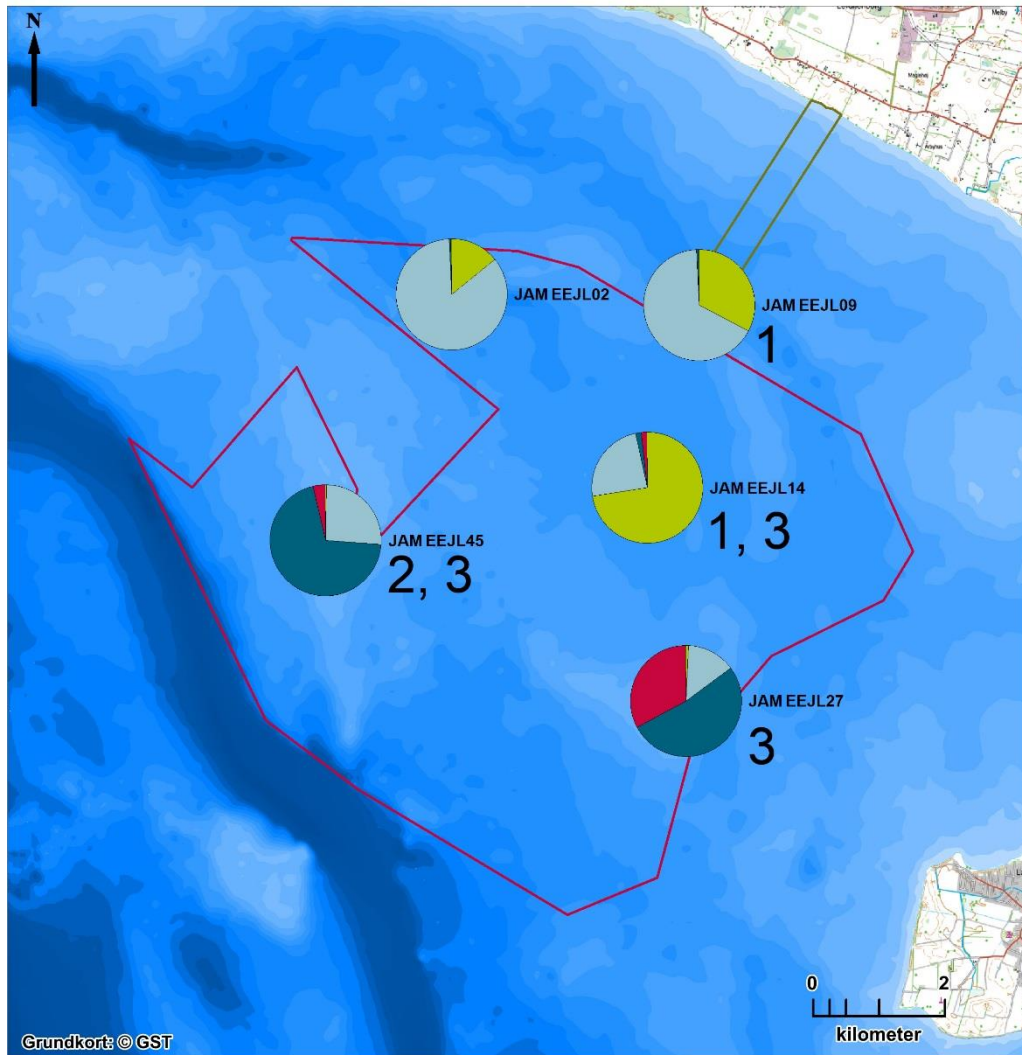 N
Melby
JAM EEJL02
JAM EEJL09
1
JAM EEJL14
1, 3
JAM EEJL45
2, 3
JAM EEJL27
3
0 2
kilometer
Grundkort: © GST